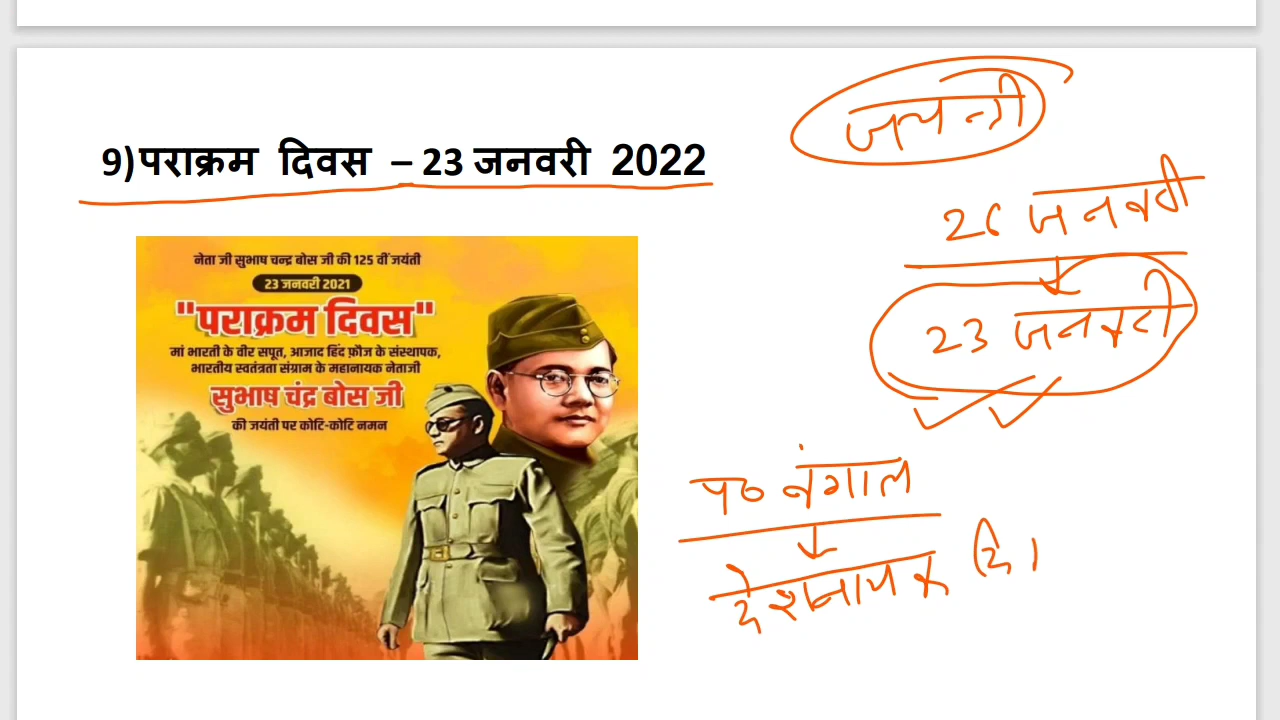 9)पराक्रम दिवस – 23 जनवरी 2022
नेता जी सुभाष चन्द्र बोस जी की 125 वीं जयंती
23 जनवरी 2021
"पराक्रम दिवस"
मां भारती के वीर सपूत, आजाद हिंद फ़ौज के संस्थापक,
भारतीय स्वतंत्रता संग्राम के महानायक नेताजी
सुभाष चंद्र बोस जी
की जयंती पर कोटि-कोटि नमन
जयन्ती
26 जनवरी
23 जनवरी
प० बंगाल
देशनायक दि।